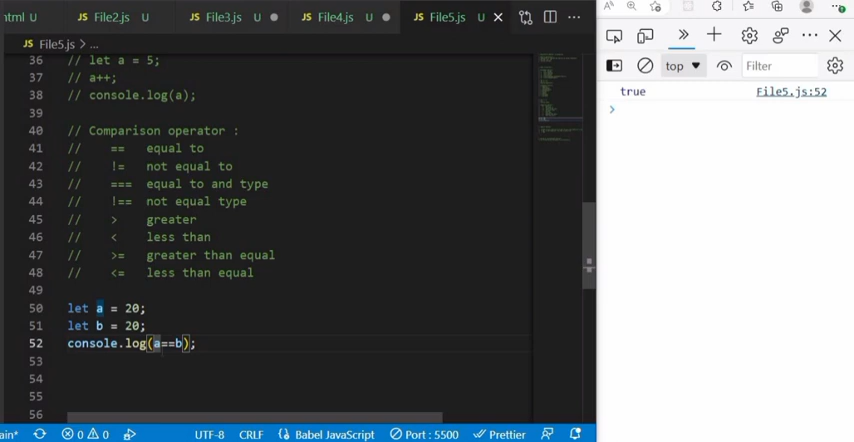 html U JS File2.js U JS File3.js U JS File4.js U JS File5.js U
JS File5.js > ...
36 // let a = 5;
37 // a++;
38 // console.log(a);
39
40 // Comparison operator :
41 // == equal to
42 // != not equal to
43 // === equal to and type
44 // !== not equal type
45 // > greater
46 // < less than
47 // >= greater than equal
48 // <= less than equal
49
50 let a = 20;
51 let b = 20;
52 console.log(a==b);
53
54
55
56
ain* 0 0 UTF-8 CRLF Babel JavaScript Port : 5500 Prettier
top Filter
true File5.js:52
>